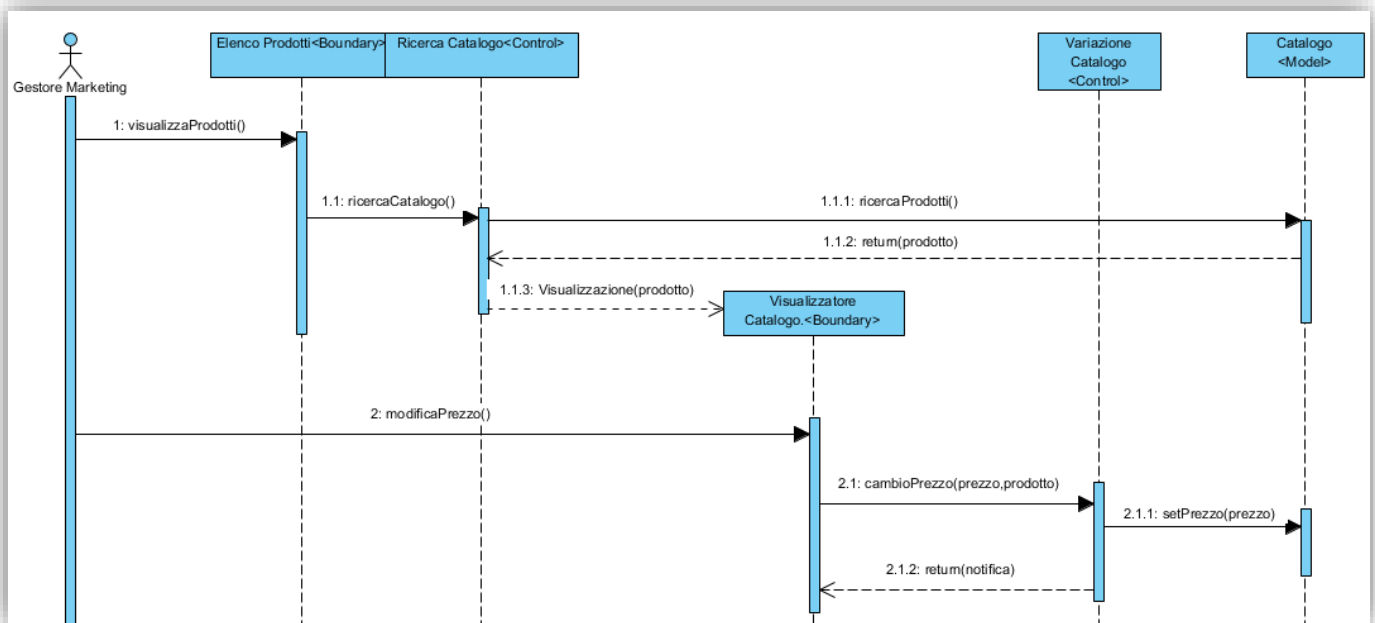 Elenco Prodotti<Boundary>
Ricerca Catalogo<Control>
Variazione
Catalogo
<Control>
Catalogo
<Model>
Gestore Marketing
1: visualizzaProdotti()
1.1: ricercaCatalogo()
1.1.1: ricercaProdotti()
1.1.2: return(prodotto)
1.1.3: Visualizzazione(prodotto)
Visualizzatore
Catalogo.<Boundary>
2: modificaPrezzo()
2.1: cambioPrezzo(prezzo,prodotto)
2.1.1: setPrezzo(prezzo)
2.1.2: return(notifica)